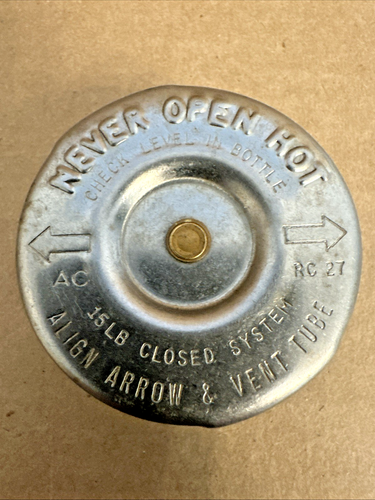 NEVER OPEN HOT
CHECK LEVEL IN BOTTLE
AC
RC 27
15LB CLOSED SYSTEM
ALIGN ARROW & VENT TUBE